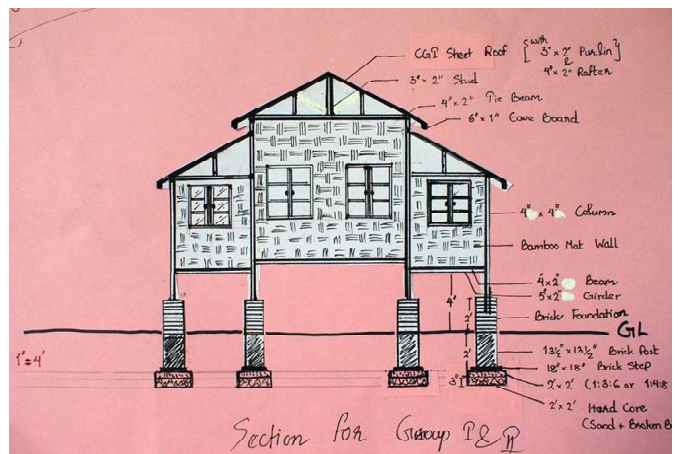 CGI Sheet Roof
{with
3" x 2" Purlin}
&
4" x 2" Rafter
3" x 2" Stud
4" x 2" Tie Beam
6" x 1" Eave Board
4" x 4" Column
Bamboo Mat Wall
4" x 2" Beam
5" x 2" Girder
Brick Foundation
4'
2'
GL
2'
1" = 4'
13½" x 13½" Brick Post
18" x 18" Brick Step
2' x 2' (1:3:6 or 1:4:8
3"
2' x 2' Hard Core
(Sand + Broken B
Section for Group I & II